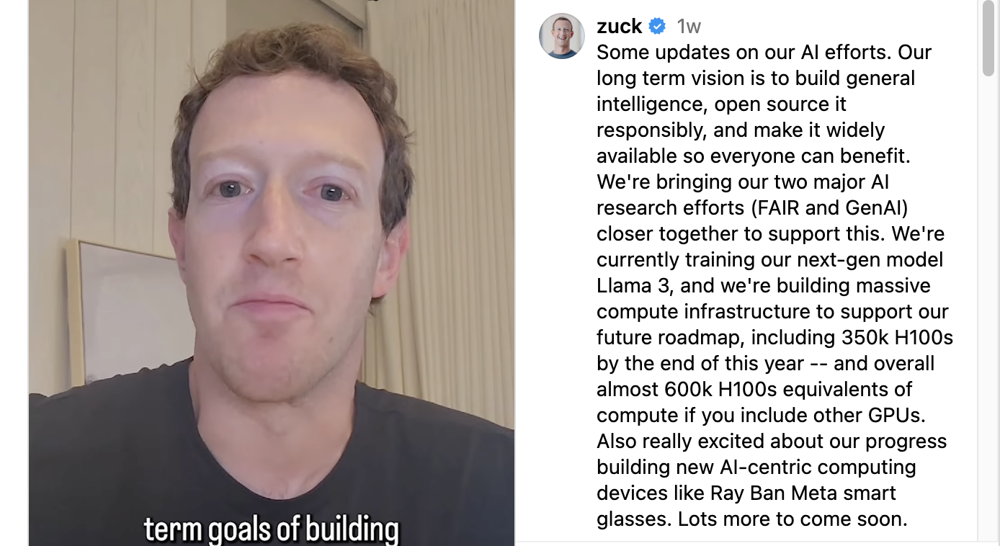 zuck 1w
Some updates on our AI efforts. Our
long term vision is to build general
intelligence, open source it
responsibly, and make it widely
available so everyone can benefit.
We're bringing our two major AI
research efforts (FAIR and GenAI)
closer together to support this. We're
currently training our next-gen model
Llama 3, and we're building massive
compute infrastructure to support our
future roadmap, including 350k H100s
by the end of this year -- and overall
almost 600k H100s equivalents of
compute if you include other GPUs.
Also really excited about our progress
building new AI-centric computing
devices like Ray Ban Meta smart
glasses. Lots more to come soon.
term goals of building